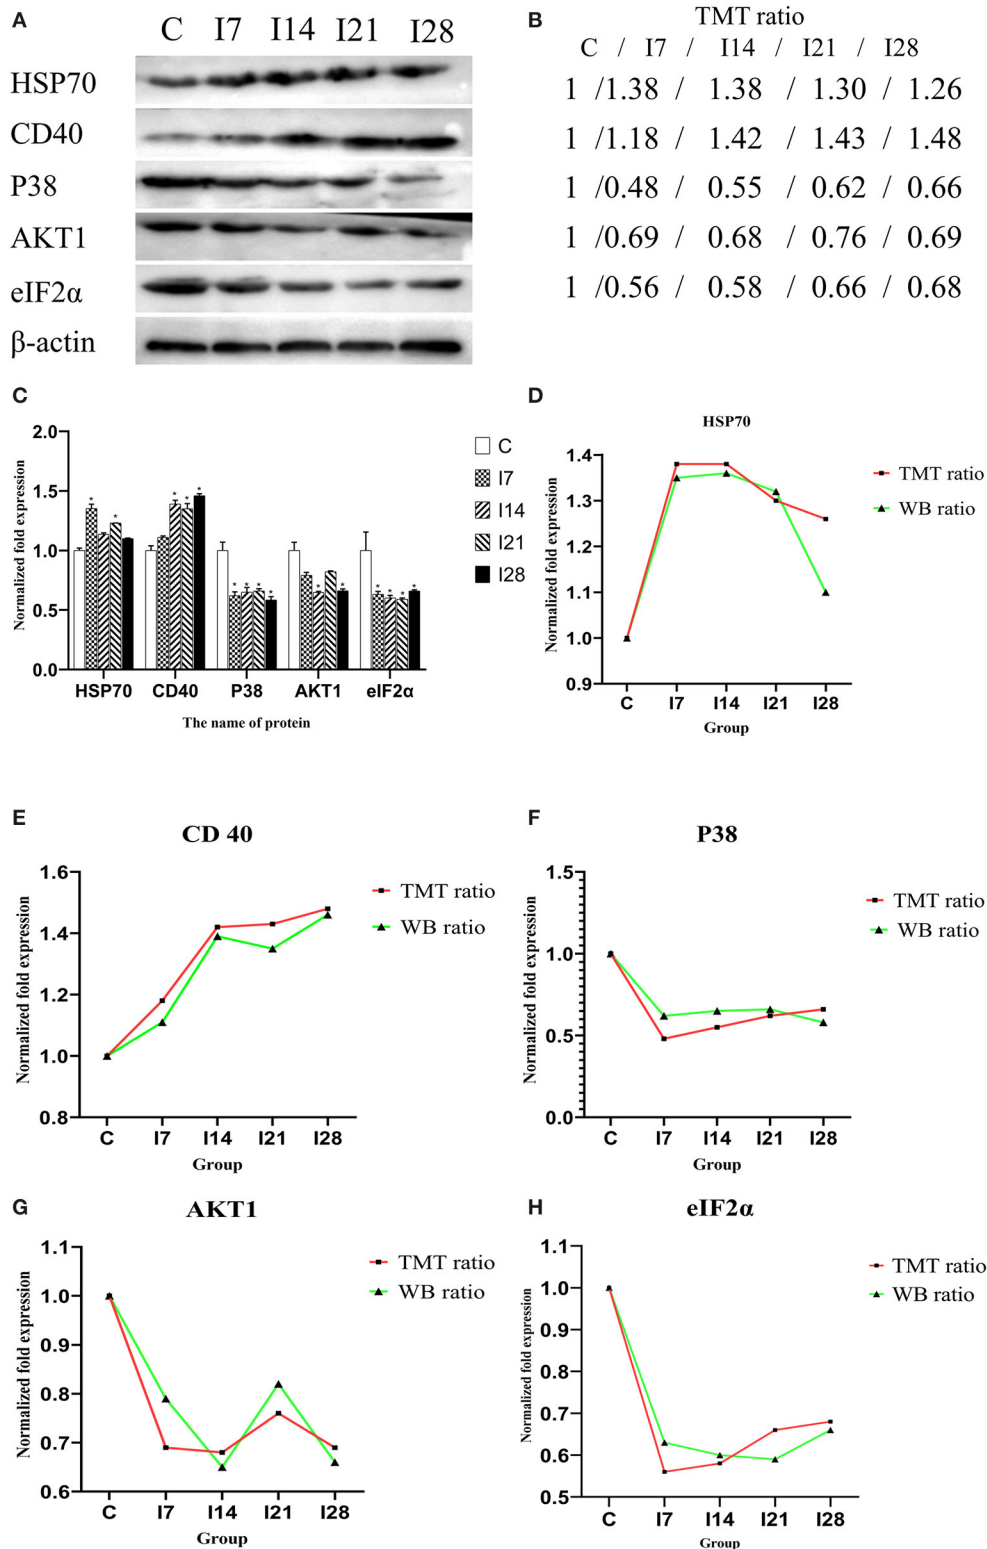 A
C I7 I14 I21 I28
HSP70
CD40
P38
AKT1
eIF2α
β-actin
B
TMT ratio
C / I7 / I14 / I21 / I28
1 /1.38 / 1.38 / 1.30 / 1.26
1 /1.18 / 1.42 / 1.43 / 1.48
1 /0.48 / 0.55 / 0.62 / 0.66
1 /0.69 / 0.68 / 0.76 / 0.69
1 /0.56 / 0.58 / 0.66 / 0.68
C
Normalized fold expression
2.0
1.5
1.0
0.5
0.0
* * * * * * * * * * * * * * * *
HSP70 CD40 P38 AKT1 eIF2α
The name of protein
C
I7
I14
I21
I28
D
HSP70
Normalized fold expression
1.4
1.3
1.2
1.1
1.0
0.9
C I7 I14 I21 I28
Group
TMT ratio
WB ratio
E
CD 40
Normalized fold expression
1.6
1.4
1.2
1.0
0.8
C I7 I14 I21 I28
Group
TMT ratio
WB ratio
F
P38
Normalized fold expression
1.5
1.0
0.5
0.0
C I7 I14 I21 I28
Group
TMT ratio
WB ratio
G
AKT1
Normalized fold expression
1.1
1.0
0.9
0.8
0.7
0.6
C I7 I14 I21 I28
Group
TMT ratio
WB ratio
H
eIF2α
Normalized fold expression
1.1
1.0
0.9
0.8
0.7
0.6
0.5
C I7 I14 I21 I28
Group
TMT ratio
WB ratio